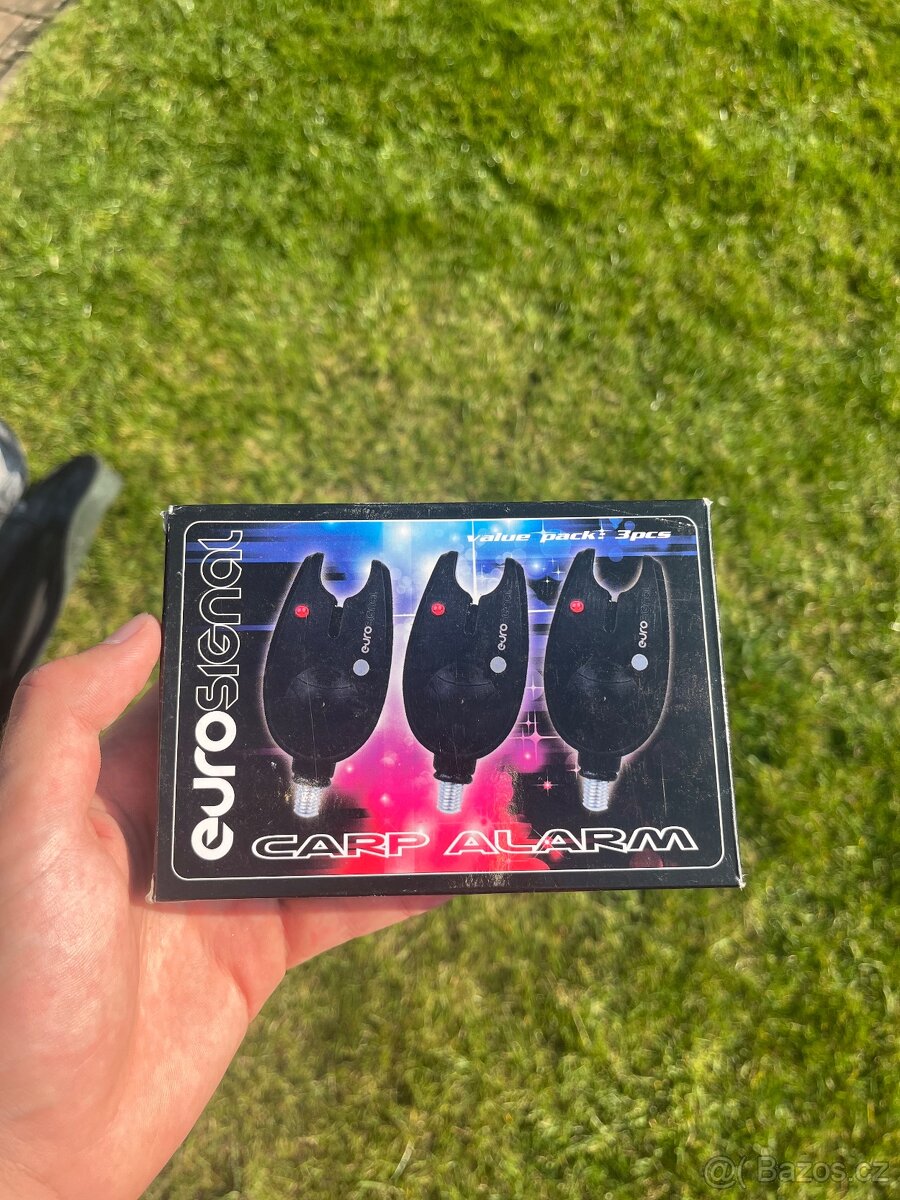 value pack: 3pcs
eurosignal
euro
euro
euro
CARP ALARM
@( Bazos.cz